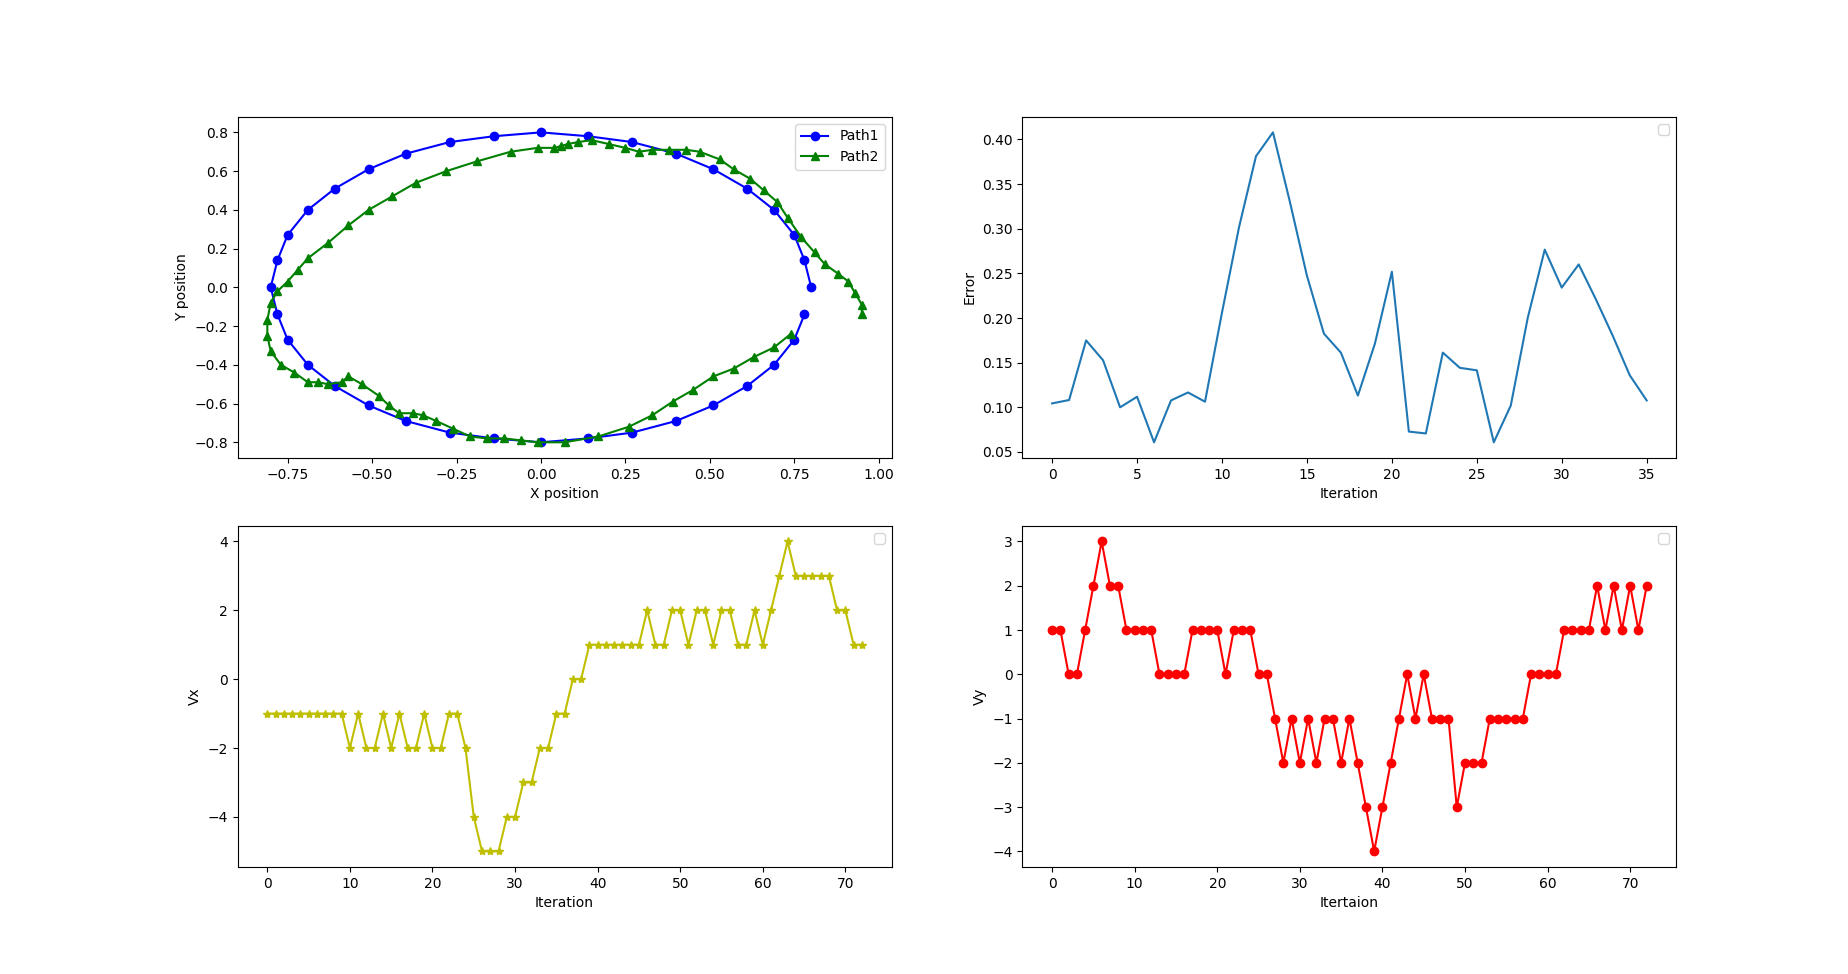 Path1
Path2
0.8
0.6
0.4
0.2
0.0
−0.2
−0.4
−0.6
−0.8
Y position
−0.75 −0.50 −0.25 0.00 0.25 0.50 0.75 1.00
X position
0.40
0.35
0.30
0.25
0.20
0.15
0.10
0.05
Error
0 5 10 15 20 25 30 35
Iteration
4
2
0
−2
−4
Vx
0 10 20 30 40 50 60 70
Iteration
3
2
1
0
−1
−2
−3
−4
Vy
0 10 20 30 40 50 60 70
Itertaion